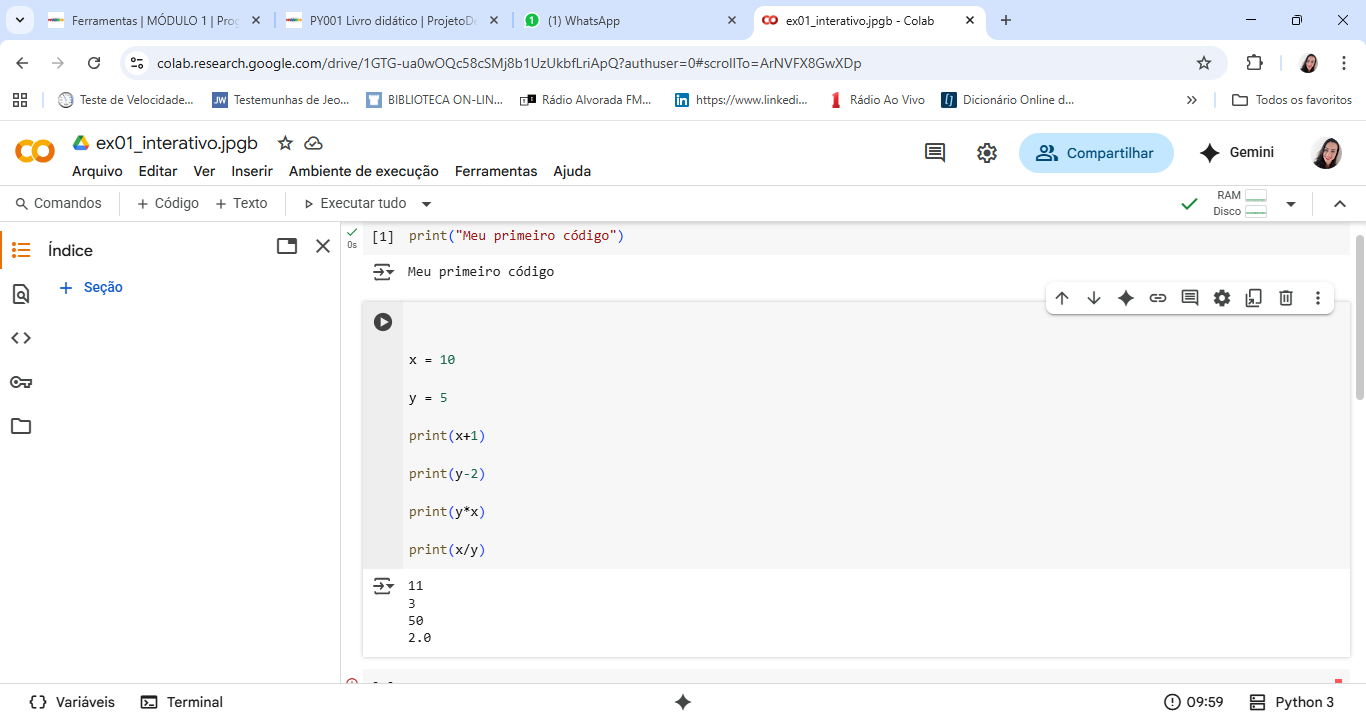 Ferramentas | MÓDULO 1 | Prog
PY001 Livro didático | ProjetoDe
(1) WhatsApp
ex01_interativo.jpgb - Colab
colab.research.google.com/drive/1GTG-ua0wOQc58cSMj8b1UzUkbfLriApQ?authuser=0#scrollTo=ArNVFX8GwXDp
Teste de Velocidade...
JW Testemunhas de Jeo...
BIBLIOTECA ON-LIN...
Rádio Alvorada FM...
in https://www.linkedi...
1 Rádio Ao Vivo
Dicionário Online d...
Todos os favoritos
ex01_interativo.jpgb
Arquivo Editar Ver Inserir Ambiente de execução Ferramentas Ajuda
Compartilhar
Gemini
Comandos
+ Código + Texto
Executar tudo
RAM
Disco
Índice
+ Seção
0s
[1] print("Meu primeiro código")
Meu primeiro código
x = 10
y = 5
print(x+1)
print(y-2)
print(y*x)
print(x/y)
11
3
50
2.0
{} Variáveis
Terminal
09:59
Python 3